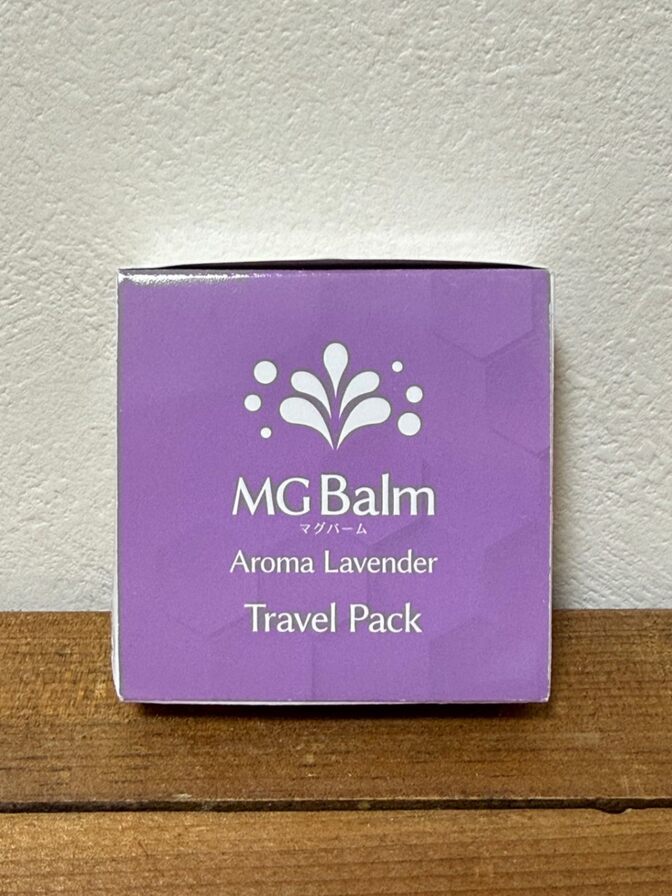 MG Balm
マグバーム
Aroma Lavender
Travel Pack